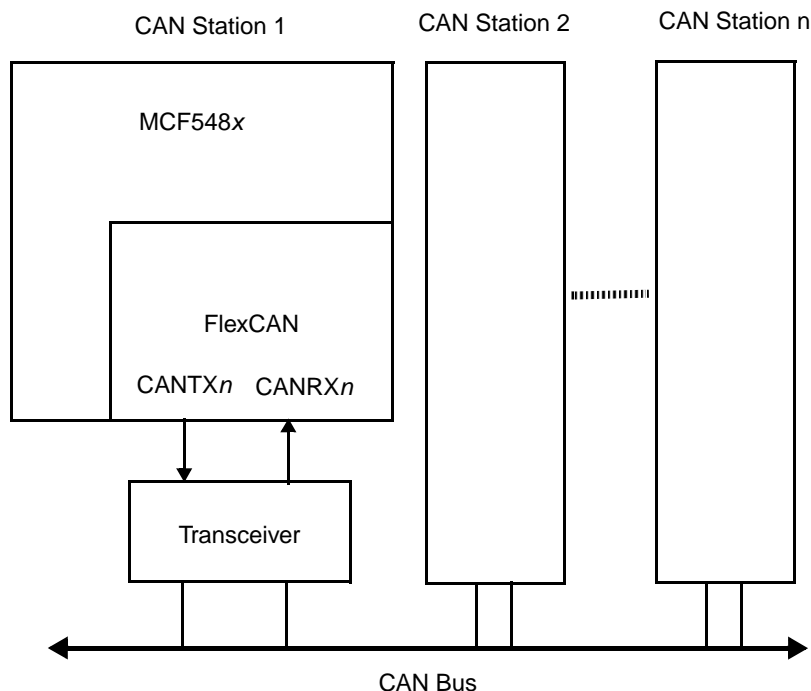 CAN Station 1
CAN Station 2
CAN Station n
MCF548x
FlexCAN
CANTXn
CANRXn
Transceiver
CAN Bus